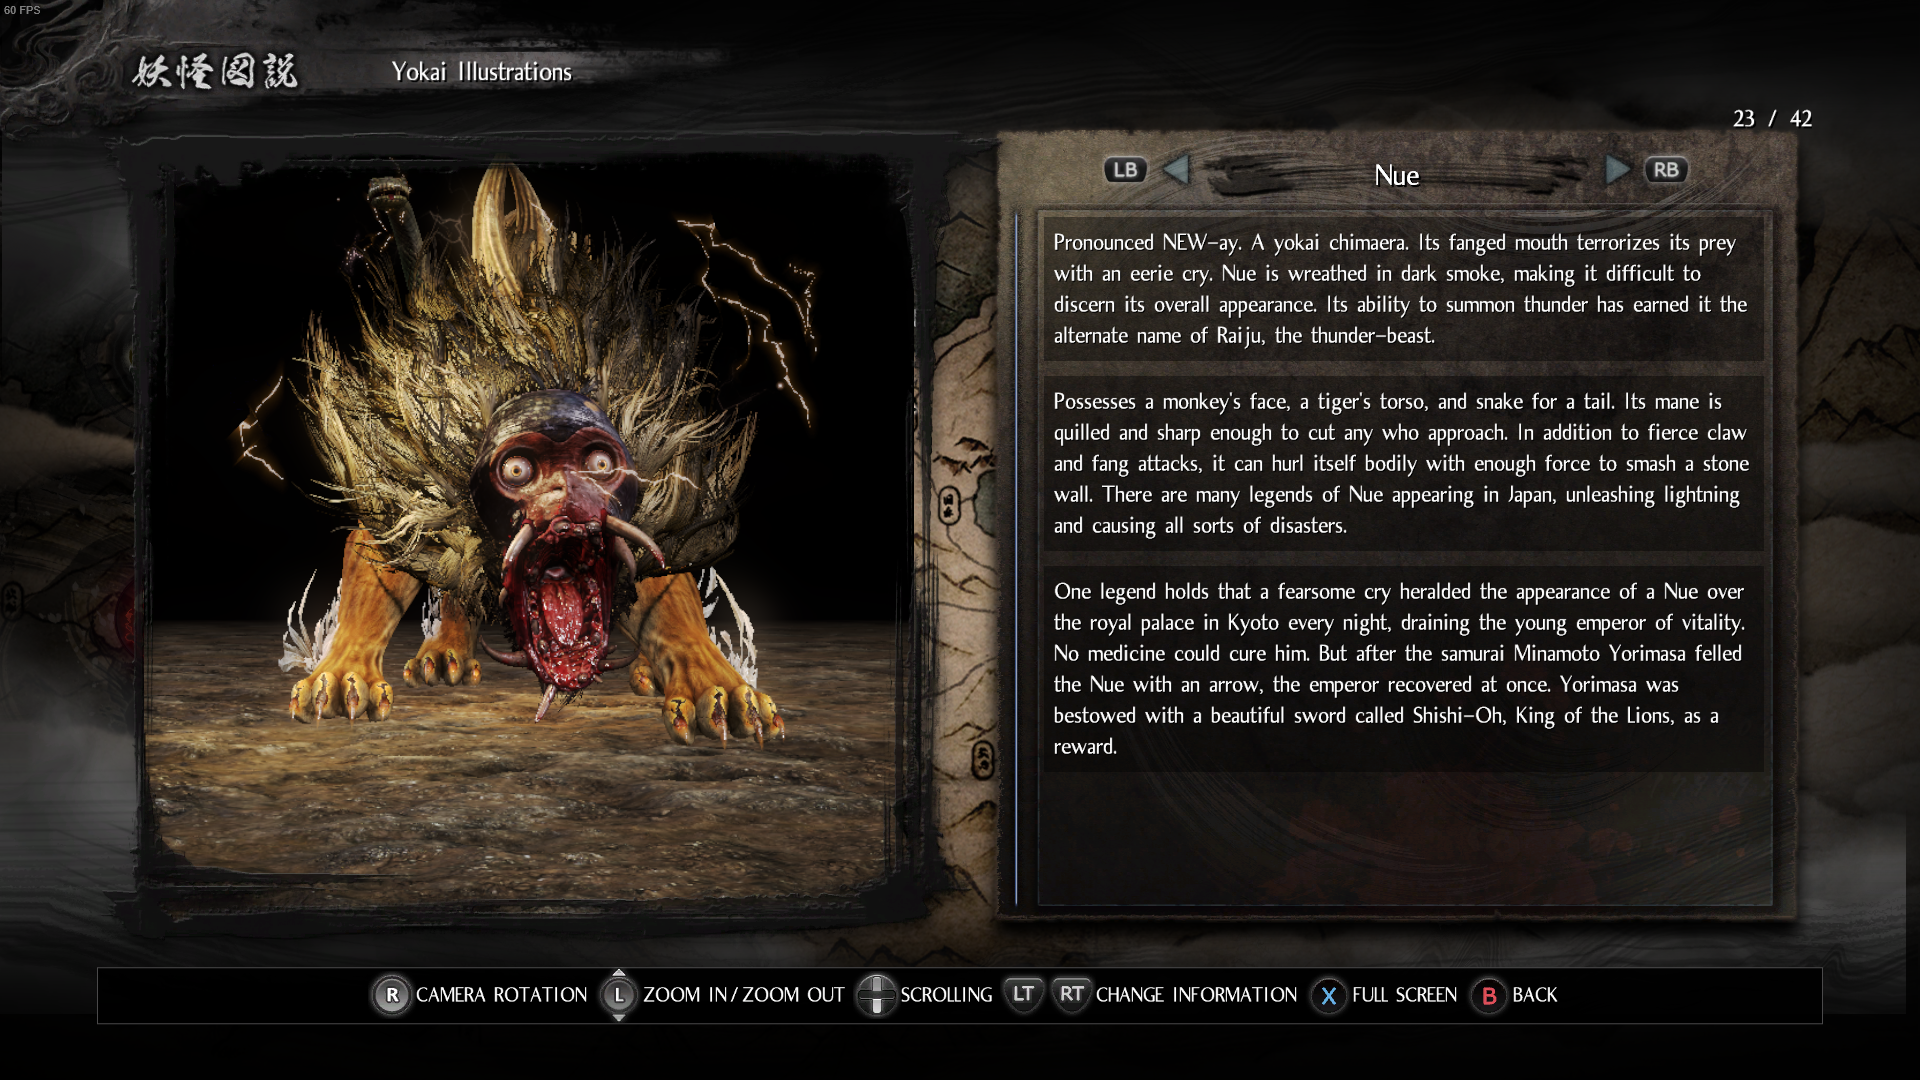 60 FPS
妖怪図説
Yokai Illustrations
23 / 42
LB
Nue
RB
Pronounced NEW-ay. A yokai chimaera. Its fanged mouth terrorizes its prey
with an eerie cry. Nue is wreathed in dark smoke, making it difficult to
discern its overall appearance. Its ability to summon thunder has earned it the
alternate name of Raiju, the thunder-beast.
Possesses a monkey's face, a tiger's torso, and snake for a tail. Its mane is
quilled and sharp enough to cut any who approach. In addition to fierce claw
and fang attacks, it can hurl itself bodily with enough force to smash a stone
wall. There are many legends of Nue appearing in Japan, unleashing lightning
and causing all sorts of disasters.
One legend holds that a fearsome cry heralded the appearance of a Nue over
the royal palace in Kyoto every night, draining the young emperor of vitality.
No medicine could cure him. But after the samurai Minamoto Yorimasa felled
the Nue with an arrow, the emperor recovered at once. Yorimasa was
bestowed with a beautiful sword called Shishi-Oh, King of the Lions, as a
reward.
R CAMERA ROTATION L ZOOM IN/ZOOM OUT SCROLLING LT RT CHANGE INFORMATION X FULL SCREEN B BACK